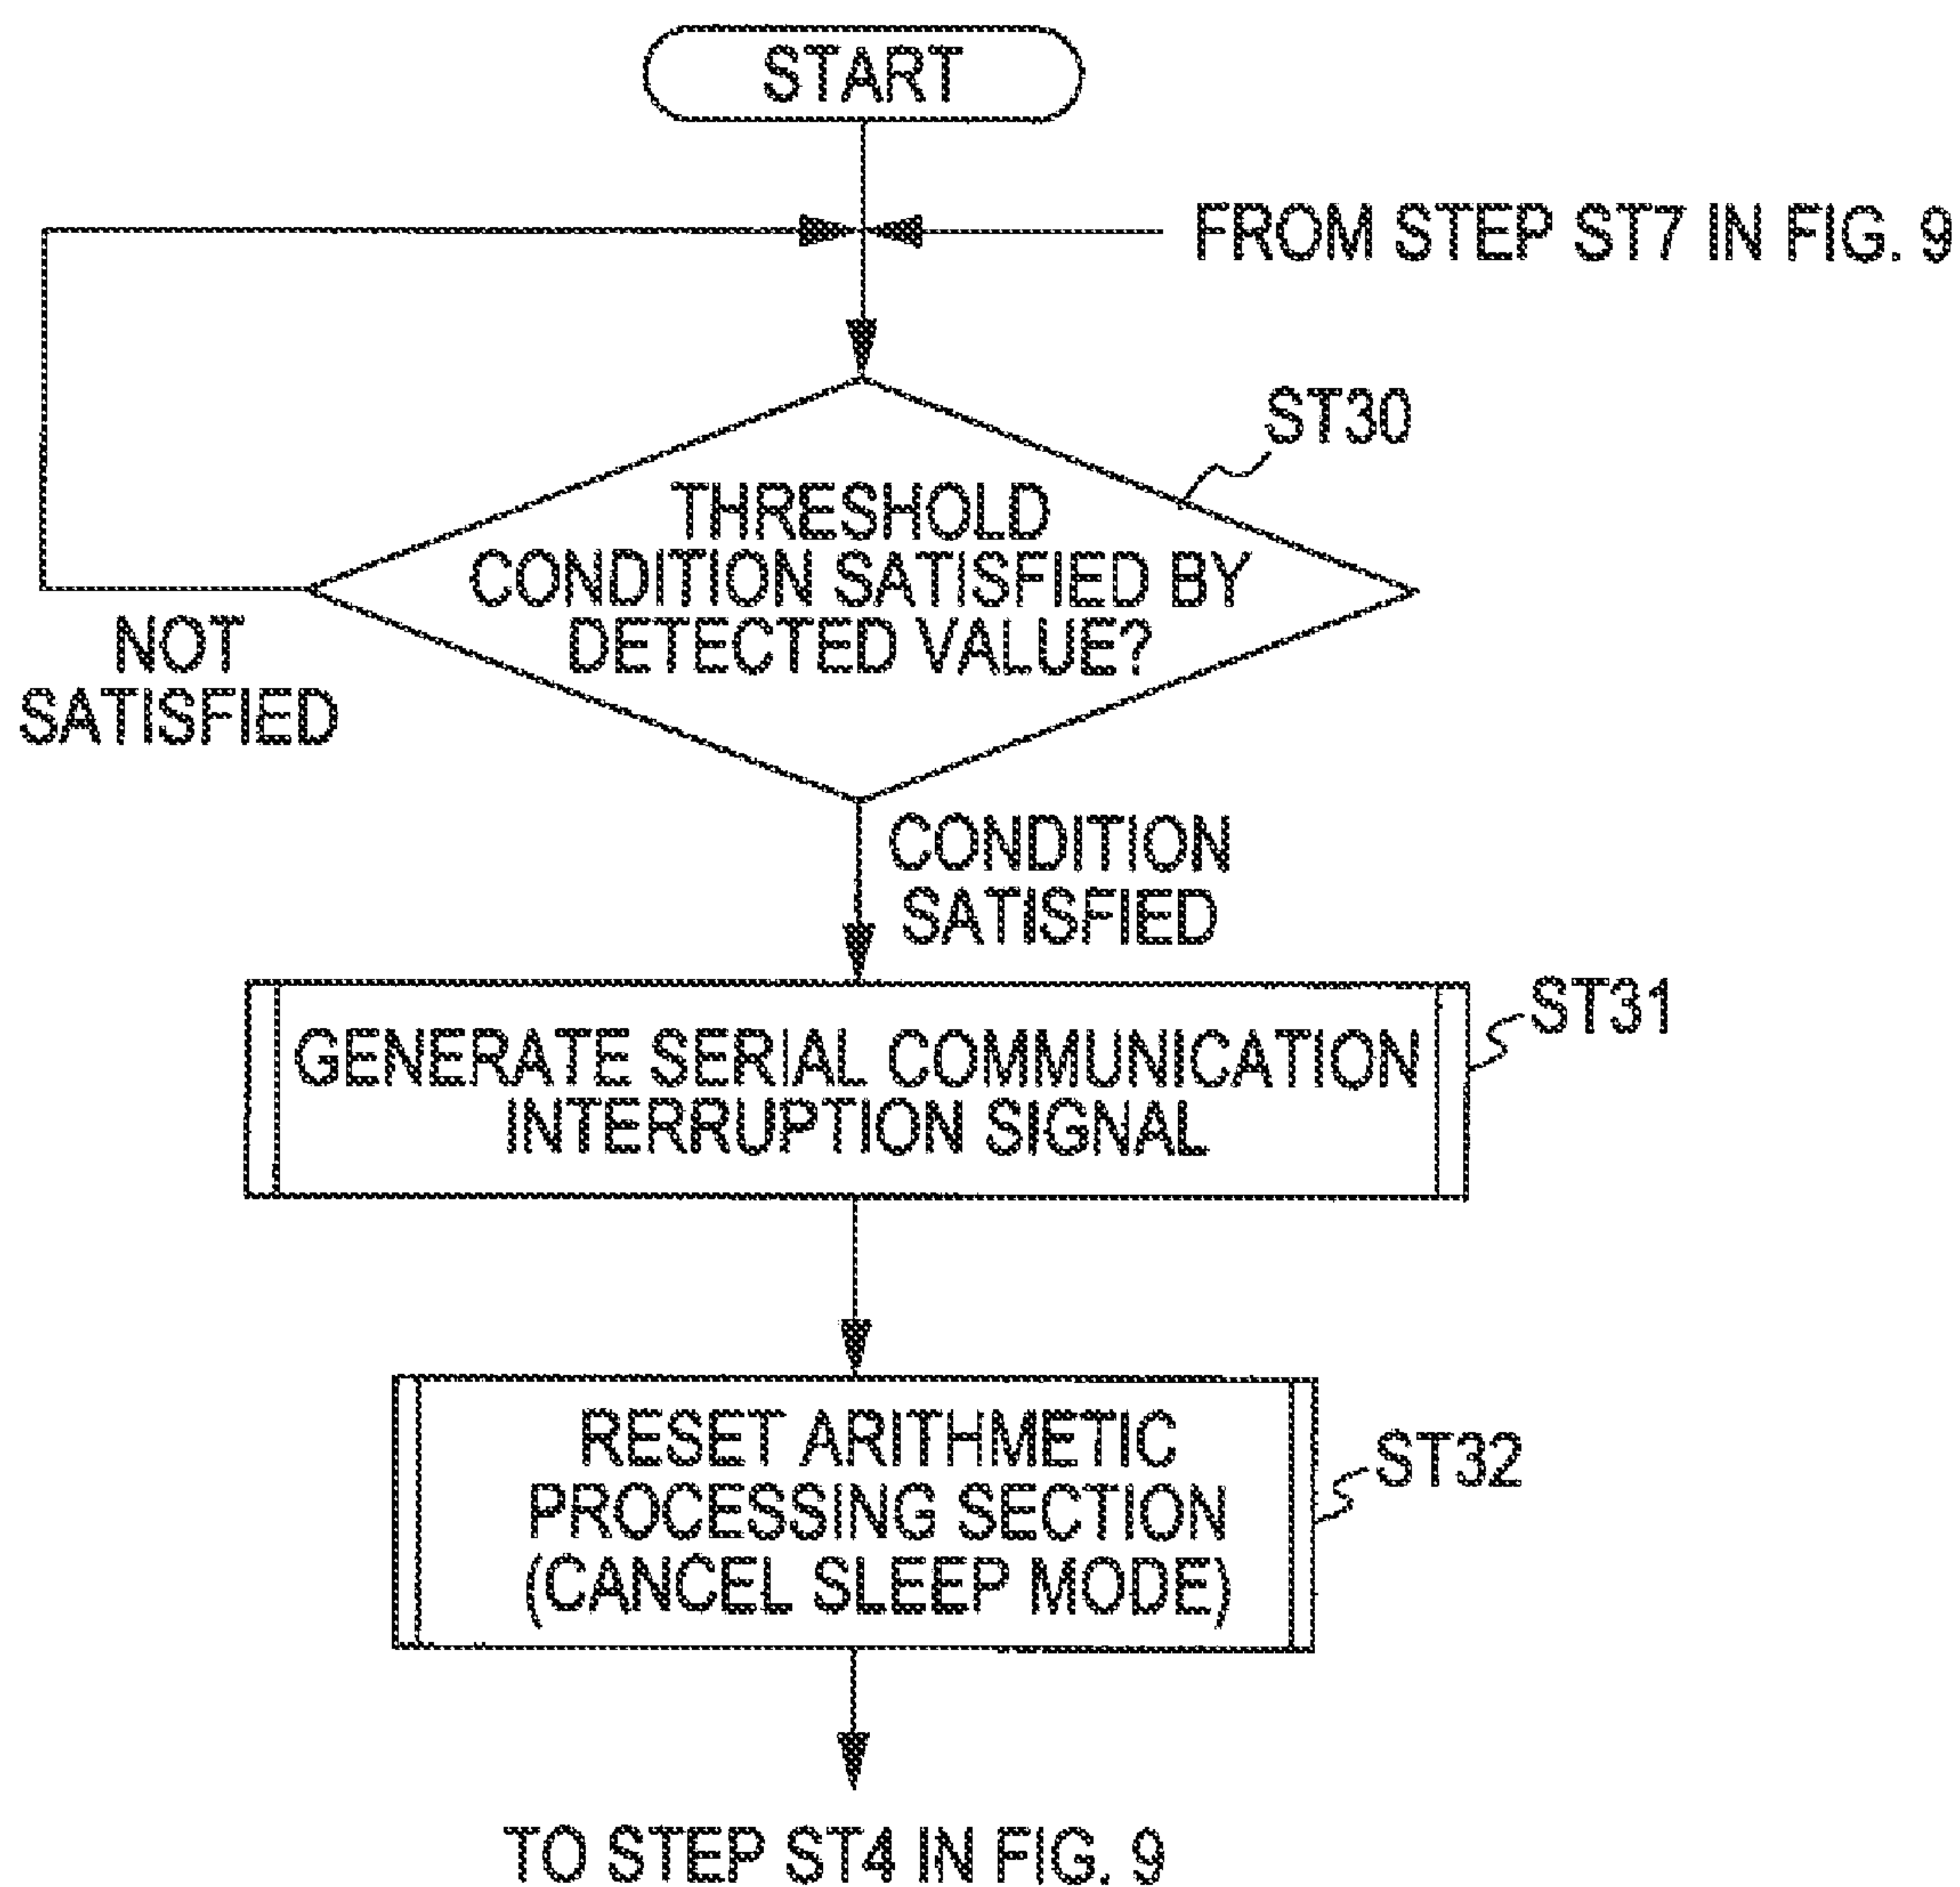 START
FROM STEP ST7 IN FIG. 9
ST30
THRESHOLD
CONDITION SATISFIED BY
DETECTED VALUE?
NOT
SATISFIED
CONDITION
SATISFIED
ST31
GENERATE SERIAL COMMUNICATION
INTERRUPTION SIGNAL
RESET ARITHMETIC
PROCESSING SECTION
(CANCEL SLEEP MODE)
ST32
TO STEP ST4 IN FIG. 9